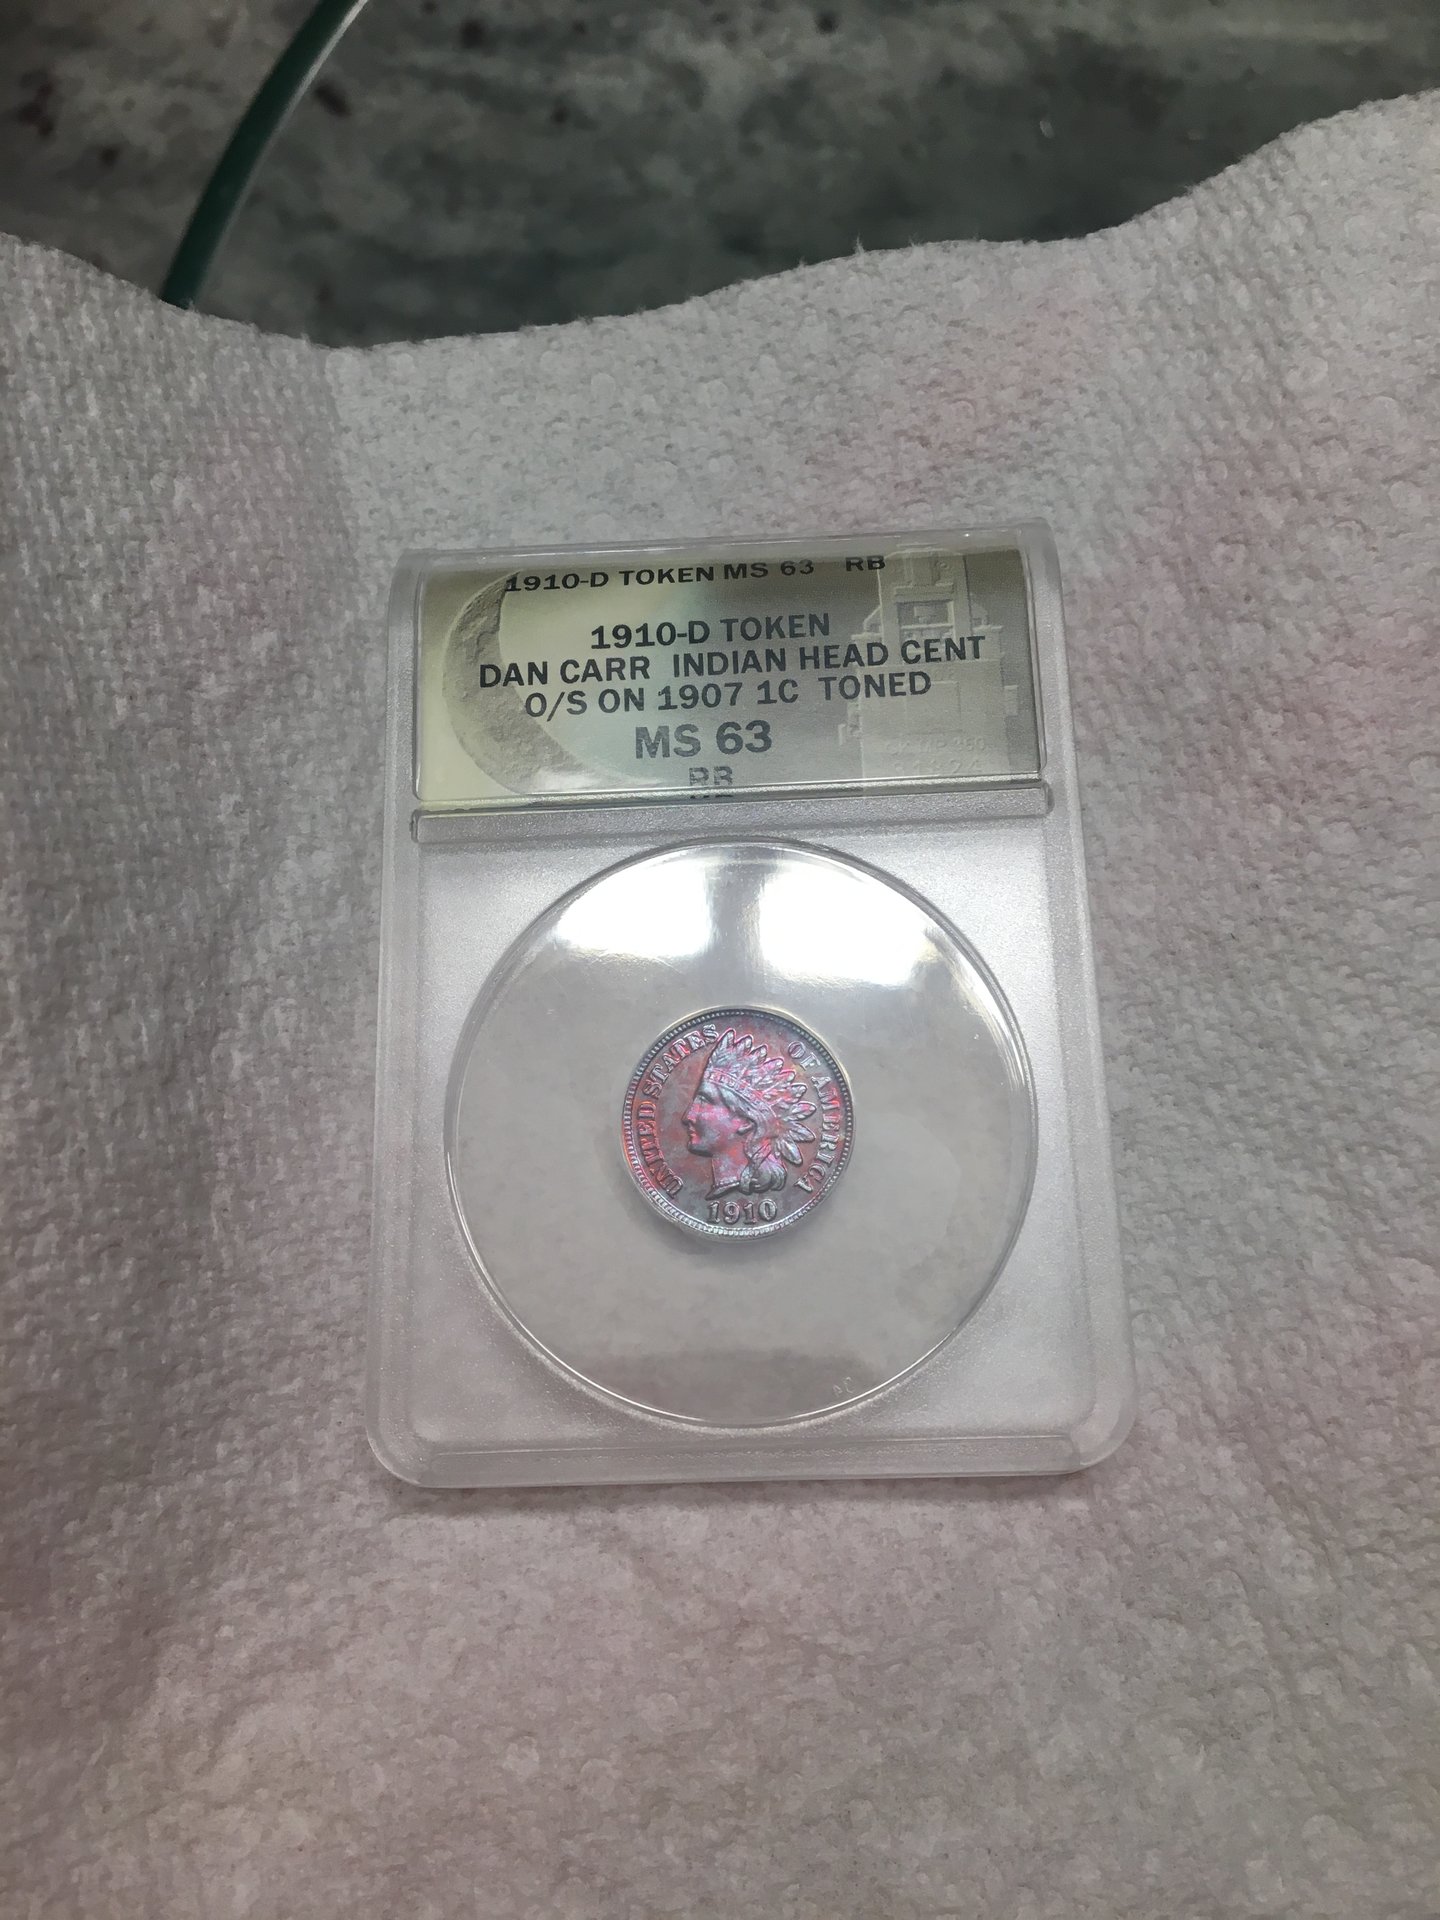 1910-D TOKEN MS 63 RB
1910-D TOKEN
DAN CARR INDIAN HEAD CENT
O/S ON 1907 1C TONED
MS 63
RB
UNITED STATES OF AMERICA
1910